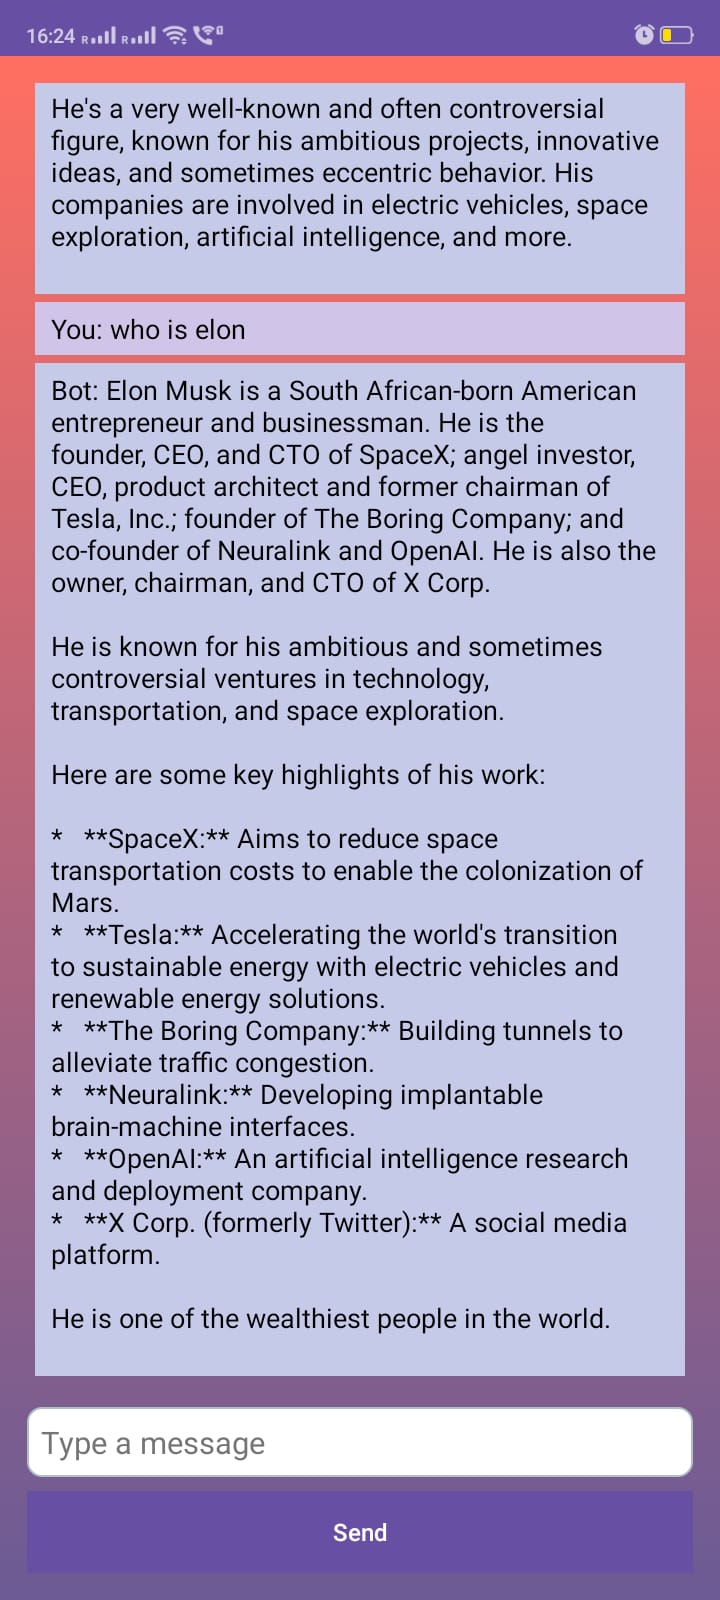 16:24
He's a very well-known and often controversial
figure, known for his ambitious projects, innovative
ideas, and sometimes eccentric behavior. His
companies are involved in electric vehicles, space
exploration, artificial intelligence, and more.
You: who is elon
Bot: Elon Musk is a South African-born American
entrepreneur and businessman. He is the
founder, CEO, and CTO of SpaceX; angel investor,
CEO, product architect and former chairman of
Tesla, Inc.; founder of The Boring Company; and
co-founder of Neuralink and OpenAI. He is also the
owner, chairman, and CTO of X Corp.
He is known for his ambitious and sometimes
controversial ventures in technology,
transportation, and space exploration.
Here are some key highlights of his work:
*   **SpaceX:** Aims to reduce space
transportation costs to enable the colonization of
Mars.
*   **Tesla:** Accelerating the world's transition
to sustainable energy with electric vehicles and
renewable energy solutions.
*   **The Boring Company:** Building tunnels to
alleviate traffic congestion.
*   **Neuralink:** Developing implantable
brain-machine interfaces.
*   **OpenAI:** An artificial intelligence research
and deployment company.
*   **X Corp. (formerly Twitter):** A social media
platform.
He is one of the wealthiest people in the world.
Type a message
Send